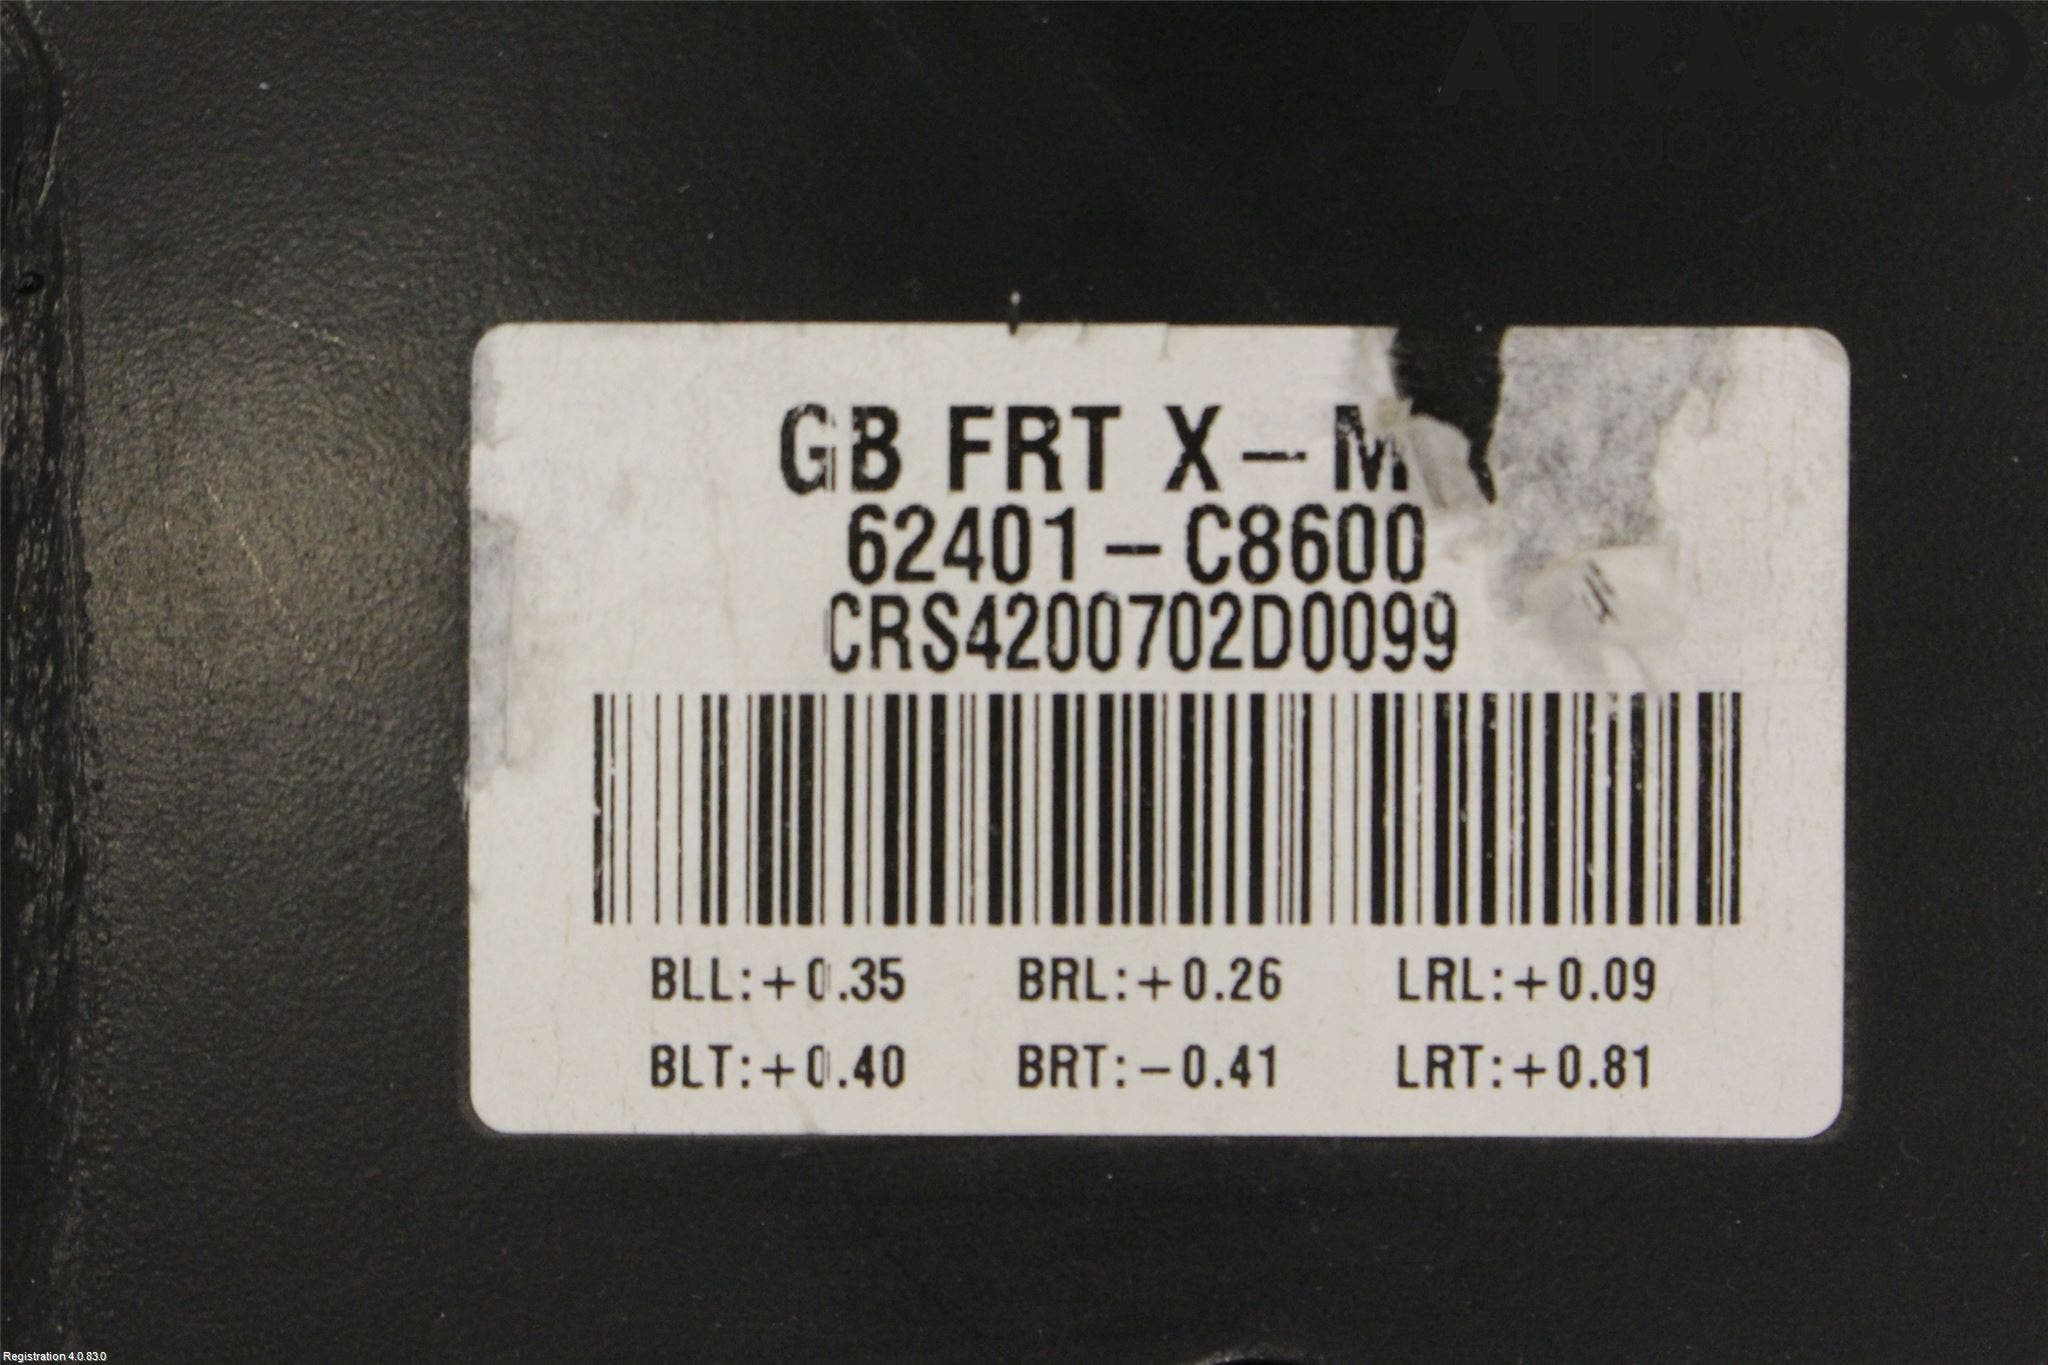 ATRACCO
GB FRT X-M
62401-C8600
CRS4200702D0099
BLL:+0.35 BRL:+0.26 LRL:+0.09
BLT:+0.40 BRT:-0.41 LRT:+0.81
Registration 4.0.83.0